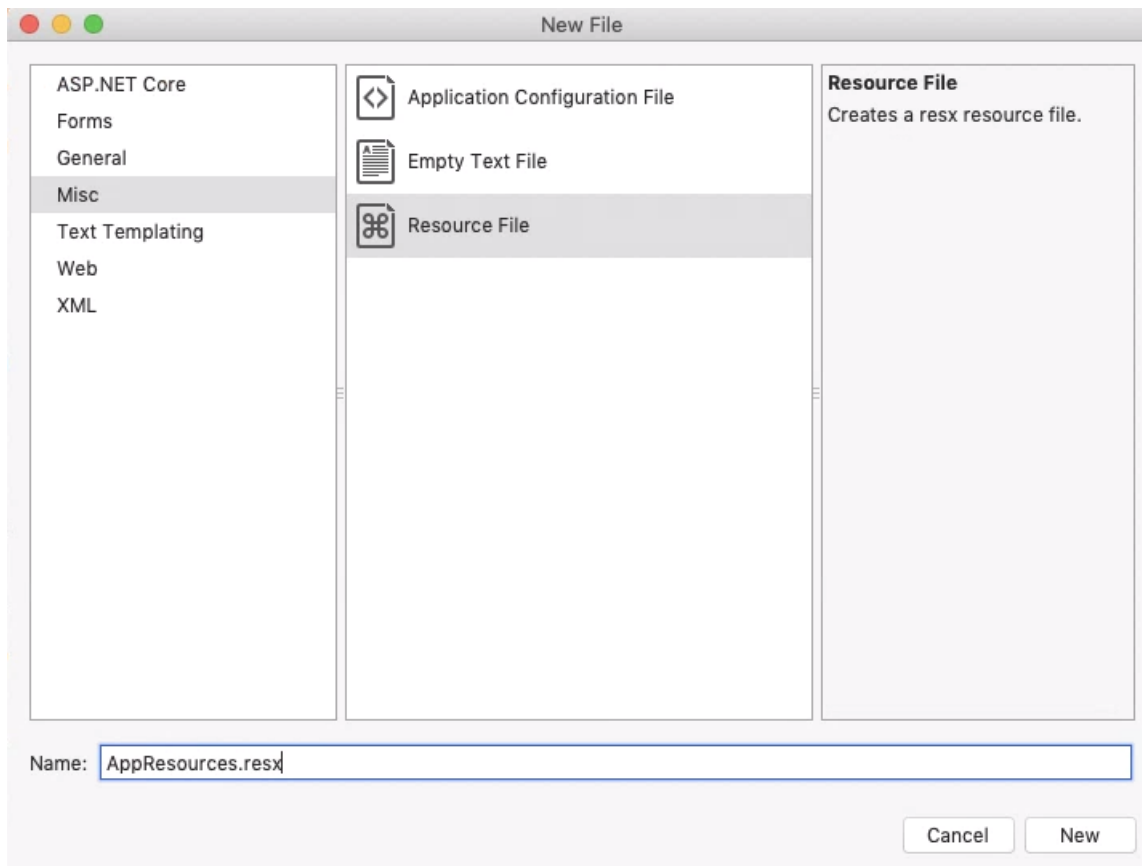 New File
ASP.NET Core
Forms
General
Misc
Text Templating
Web
XML
Application Configuration File
Empty Text File
Resource File
Resource File
Creates a resx resource file.
Name: AppResources.resx
Cancel New